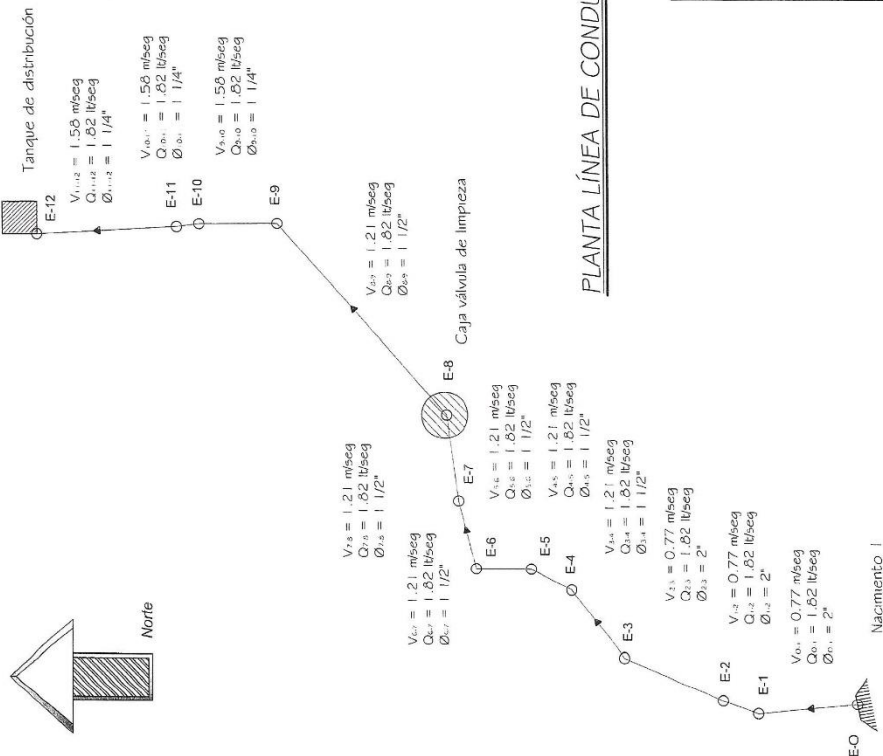 Tanque de distribución
E-12
V11-12 = 1.58 m/seg
Q11-12 = 1.82 lt/seg
Ø11-12 = 1 1/4"
E-11
V10-11 = 1.58 m/seg
Q10-11 = 1.82 lt/seg
Ø10-11 = 1 1/4"
E-10
V9-10 = 1.58 m/seg
Q9-10 = 1.82 lt/seg
Ø9-10 = 1 1/4"
E-9
V8-9 = 1.21 m/seg
Q8-9 = 1.82 lt/seg
Ø8-9 = 1 1/2"
Caja válvula de limpieza
E-8
V7-8 = 1.21 m/seg
Q7-8 = 1.82 lt/seg
Ø7-8 = 1 1/2"
E-7
V6-7 = 1.21 m/seg
Q6-7 = 1.82 lt/seg
Ø6-7 = 1 1/2"
E-6
V5-6 = 1.21 m/seg
Q5-6 = 1.82 lt/seg
Ø5-6 = 1 1/2"
E-5
V4-5 = 1.21 m/seg
Q4-5 = 1.82 lt/seg
Ø4-5 = 1 1/2"
E-4
V3-4 = 1.21 m/seg
Q3-4 = 1.82 lt/seg
Ø3-4 = 1 1/2"
E-3
V2-3 = 0.77 m/seg
Q2-3 = 1.82 lt/seg
Ø2-3 = 2"
E-2
V1-2 = 0.77 m/seg
Q1-2 = 1.82 lt/seg
Ø1-2 = 2"
E-1
V0-1 = 0.77 m/seg
Q0-1 = 1.82 lt/seg
Ø0-1 = 2"
E-O
Nacimiento 1
Norte
PLANTA LÍNEA DE CONDU